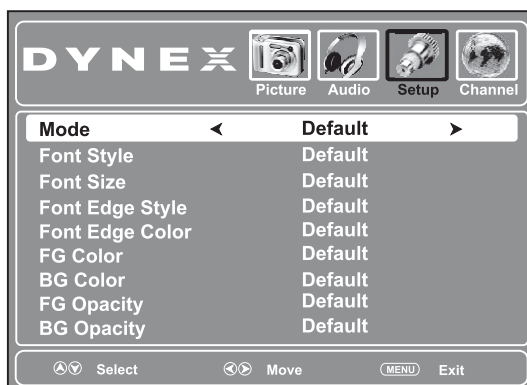 DYNEX
Picture Audio Setup Channel
Mode Default
Font Style Default
Font Size Default
Font Edge Style Default
Font Edge Color Default
FG Color Default
BG Color Default
FG Opacity Default
BG Opacity Default
Select Move MENU Exit